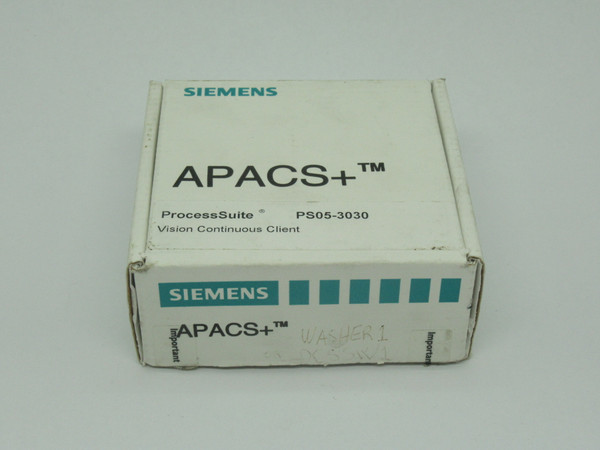 SIEMENS
APACS+™
ProcessSuite® PS05-3030
Vision Continuous Client
SIEMENS
APACS+™
WASHER 1
Important
Important